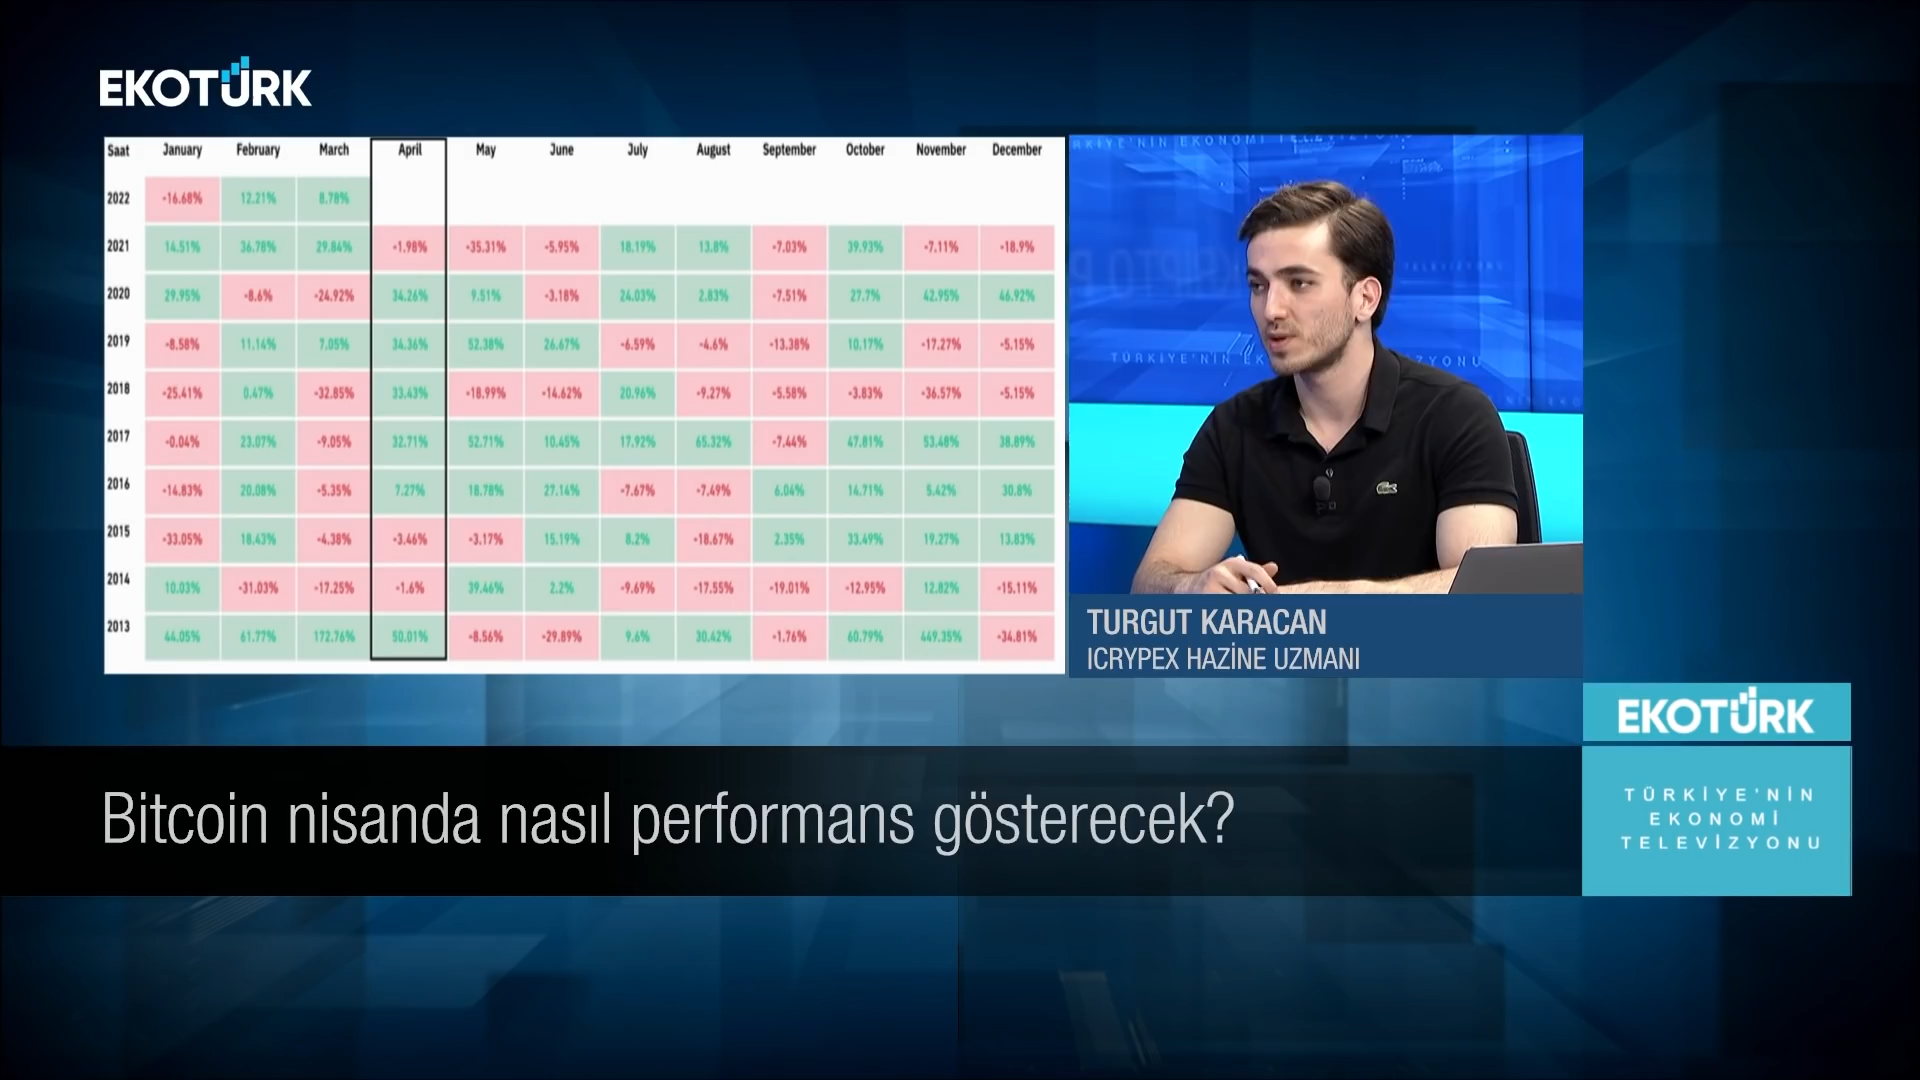 EKOTÜRK
Saat January February March April May June July August September October November December
2022 -16.68% 12.21% 8.78%
2021 14.51% 36.78% 29.84% -1.98% -35.31% -5.95% 18.19% 13.8% -7.03% 39.93% -7.11% -18.9%
2020 29.95% -8.6% -24.92% 34.26% 9.51% -3.18% 24.03% 2.83% -7.51% 27.7% 42.95% 46.92%
2019 -8.58% 11.14% 7.05% 34.36% 52.38% 26.67% -6.59% -4.6% -13.38% 10.17% -17.27% -5.15%
2018 -25.41% 0.47% -32.85% 33.43% -18.99% -14.62% 20.96% -9.27% -5.58% -3.83% -36.57% -5.15%
2017 -0.04% 23.07% -9.05% 32.71% 52.71% 10.45% 17.92% 65.32% -7.44% 47.81% 53.48% 38.89%
2016 -14.83% 20.08% -5.35% 7.27% 18.78% 27.14% -7.67% -7.49% 6.04% 14.71% 5.42% 30.8%
2015 -33.05% 18.43% -4.38% -3.46% -3.17% 15.19% 8.2% -18.67% 2.35% 33.49% 19.27% 13.83%
2014 10.03% -31.03% -17.25% -1.6% 39.46% 2.2% -9.69% -17.55% -19.01% -12.95% 12.82% -15.11%
2013 44.05% 61.77% 172.76% 50.01% -8.56% -29.89% 9.6% 30.42% -1.76% 60.79% 449.35% -34.81%
TURGUT KARACAN
ICRYPEX HAZİNE UZMANI
EKOTÜRK
TÜRKİYE'NİN
EKONOMİ
TELEVİZYONU
Bitcoin nisanda nasıl performans gösterecek?